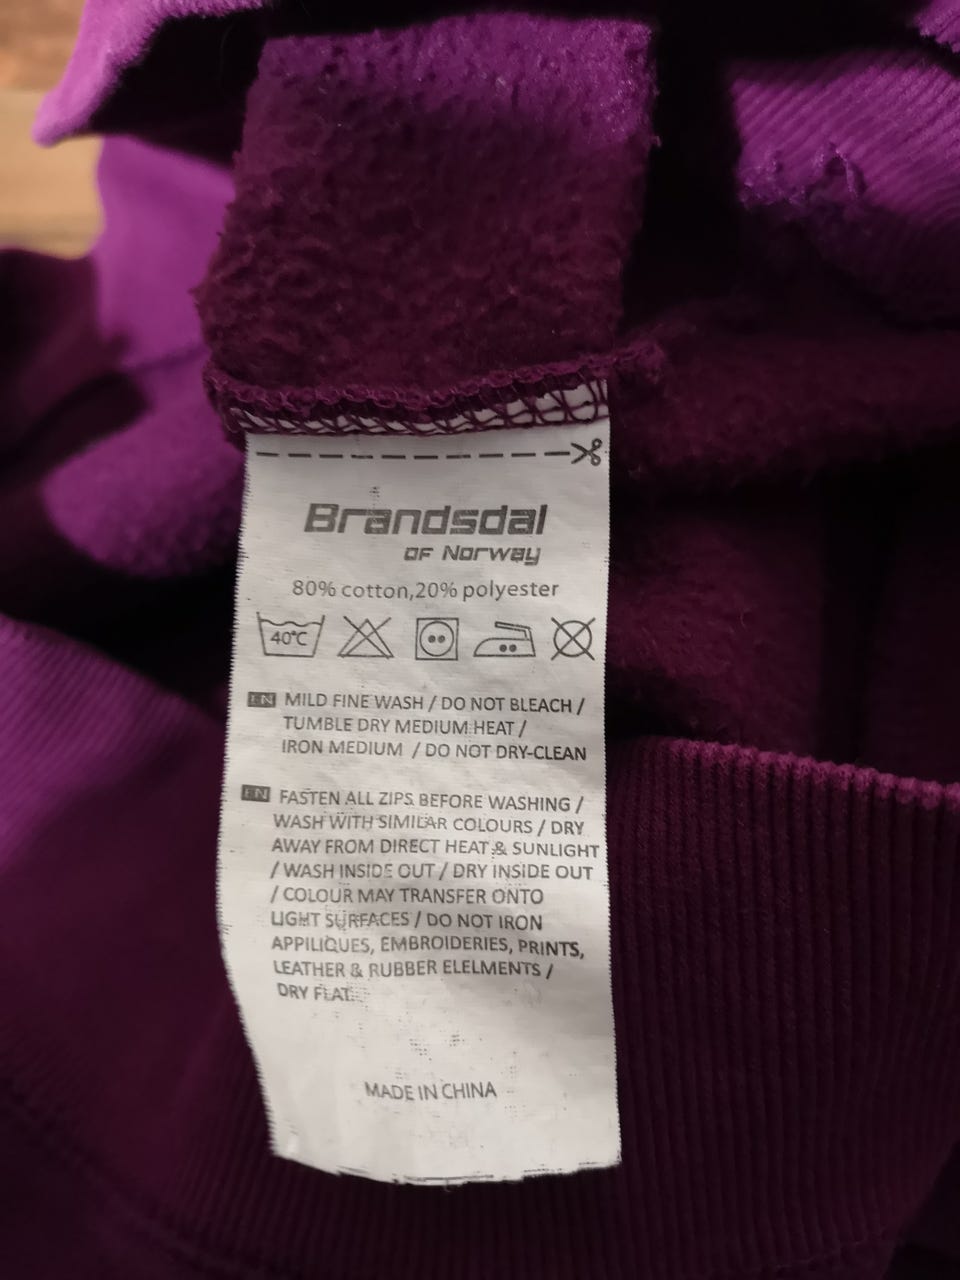 Brandsdal
OF Norway
80% cotton,20% polyester
40°C
EN MILD FINE WASH / DO NOT BLEACH /
TUMBLE DRY MEDIUM HEAT /
IRON MEDIUM / DO NOT DRY-CLEAN
EN FASTEN ALL ZIPS BEFORE WASHING /
WASH WITH SIMILAR COLOURS / DRY
AWAY FROM DIRECT HEAT & SUNLIGHT
/ WASH INSIDE OUT / DRY INSIDE OUT
/ COLOUR MAY TRANSFER ONTO
LIGHT SURFACES / DO NOT IRON
APPILIQUES, EMBROIDERIES, PRINTS,
LEATHER & RUBBER ELELMENTS /
DRY FLAT.
MADE IN CHINA